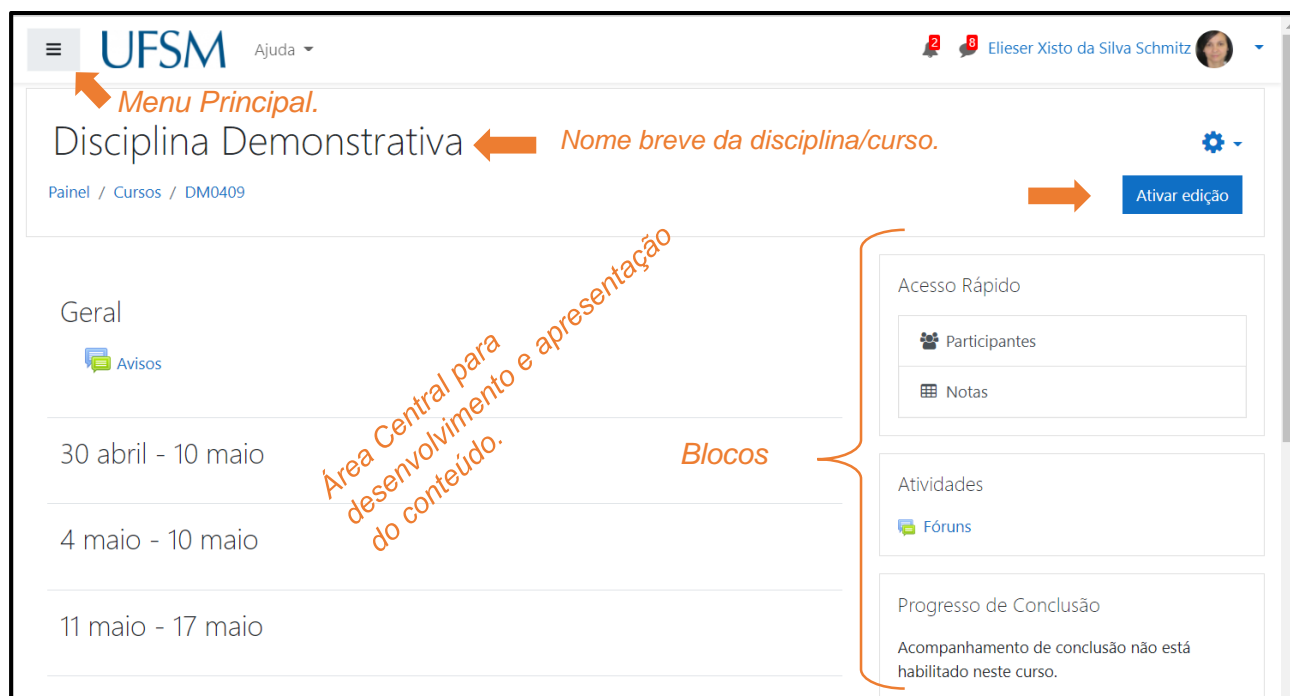 UFSM
Ajuda
2
8
Elieser Xisto da Silva Schmitz
Menu Principal.
Disciplina Demonstrativa
Nome breve da disciplina/curso.
Painel / Cursos / DM0409
Ativar edição
Geral
Avisos
Área Central para
desenvolvimento e apresentação
do conteúdo.
30 abril - 10 maio
4 maio - 10 maio
11 maio - 17 maio
Blocos
Acesso Rápido
Participantes
Notas
Atividades
Fóruns
Progresso de Conclusão
Acompanhamento de conclusão não está
habilitado neste curso.